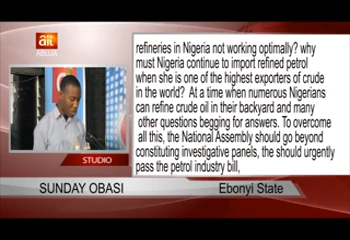 ait
ABUJA
refineries in Nigeria not working optimally? why
must Nigeria continue to import refined petrol
when she is one of the highest exporters of crude
in the world? At a time when numerous Nigerians
can refine crude oil in their backyard and many
other questions begging for answers. To overcome
all this, the National Assembly should go beyond
constituting investigative panels, the should urgently
pass the petrol industry bill,
STUDIO
SUNDAY OBASI
Ebonyi State